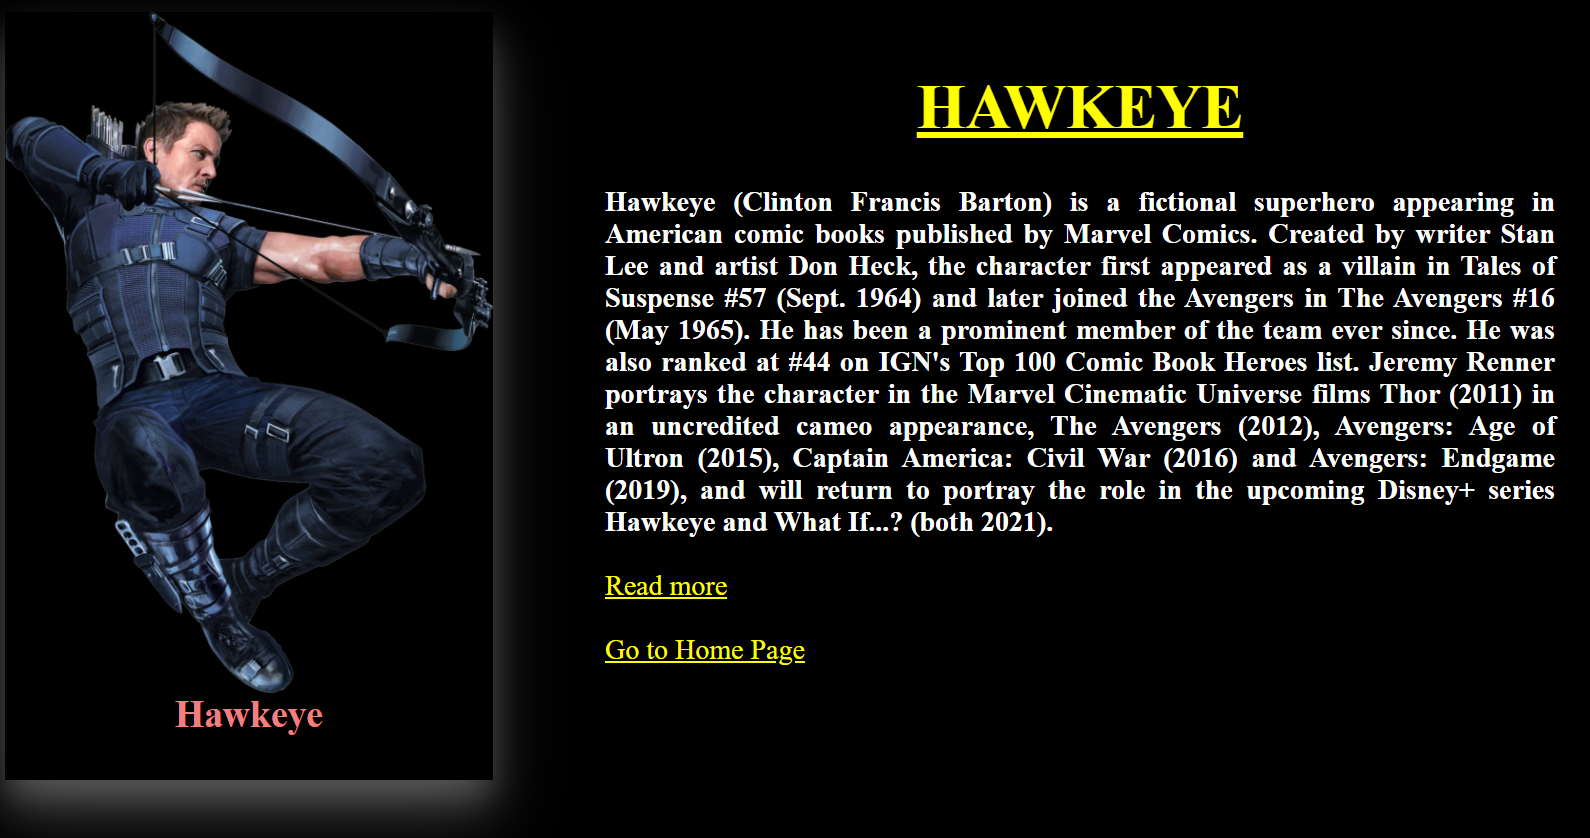 HAWKEYE
Hawkeye (Clinton Francis Barton) is a fictional superhero appearing in
American comic books published by Marvel Comics. Created by writer Stan
Lee and artist Don Heck, the character first appeared as a villain in Tales of
Suspense #57 (Sept. 1964) and later joined the Avengers in The Avengers #16
(May 1965). He has been a prominent member of the team ever since. He was
also ranked at #44 on IGN's Top 100 Comic Book Heroes list. Jeremy Renner
portrays the character in the Marvel Cinematic Universe films Thor (2011) in
an uncredited cameo appearance, The Avengers (2012), Avengers: Age of
Ultron (2015), Captain America: Civil War (2016) and Avengers: Endgame
(2019), and will return to portray the role in the upcoming Disney+ series
Hawkeye and What If...? (both 2021).
Read more
Go to Home Page
Hawkeye